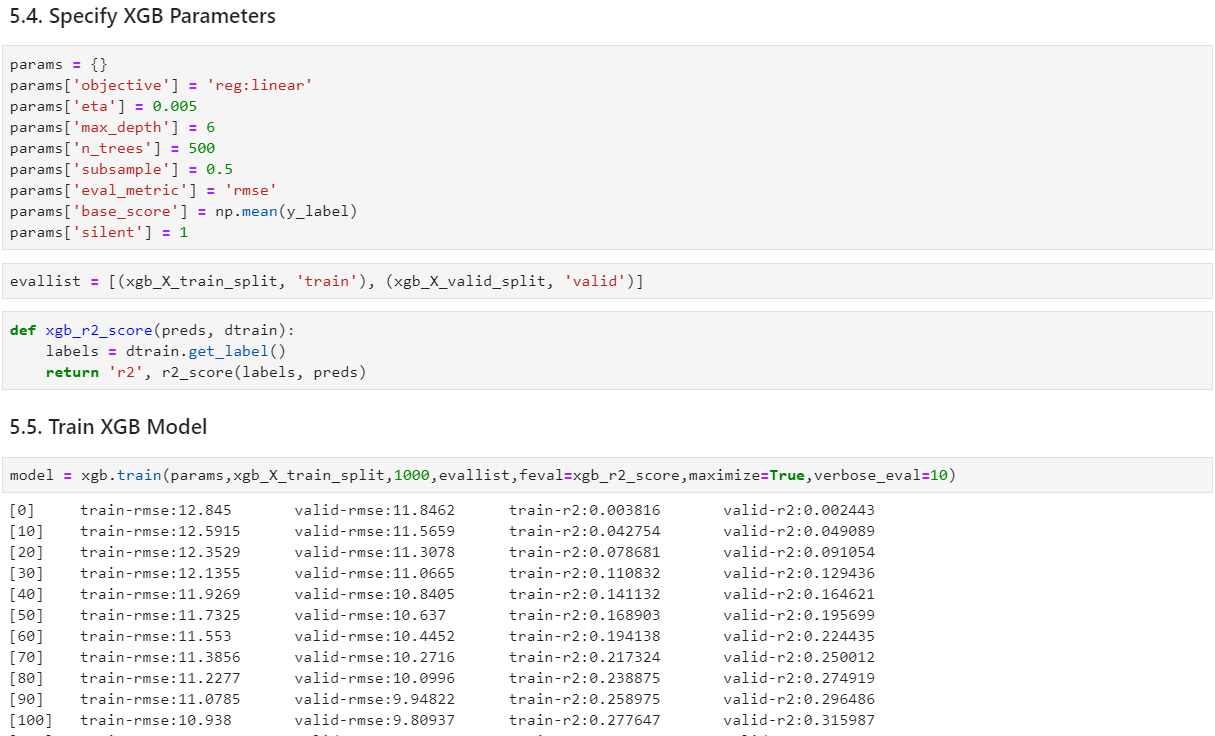 5.4. Specify XGB Parameters
params = {}
params['objective'] = 'reg:linear'
params['eta'] = 0.005
params['max_depth'] = 6
params['n_trees'] = 500
params['subsample'] = 0.5
params['eval_metric'] = 'rmse'
params['base_score'] = np.mean(y_label)
params['silent'] = 1
evallist = [(xgb_X_train_split, 'train'), (xgb_X_valid_split, 'valid')]
def xgb_r2_score(preds, dtrain):
    labels = dtrain.get_label()
    return 'r2', r2_score(labels, preds)
5.5. Train XGB Model
model = xgb.train(params,xgb_X_train_split,1000,evallist,feval=xgb_r2_score,maximize=True,verbose_eval=10)
[0] train-rmse:12.845 valid-rmse:11.8462 train-r2:0.003816 valid-r2:0.002443
[10] train-rmse:12.5915 valid-rmse:11.5659 train-r2:0.042754 valid-r2:0.049089
[20] train-rmse:12.3529 valid-rmse:11.3078 train-r2:0.078681 valid-r2:0.091054
[30] train-rmse:12.1355 valid-rmse:11.0665 train-r2:0.110832 valid-r2:0.129436
[40] train-rmse:11.9269 valid-rmse:10.8405 train-r2:0.141132 valid-r2:0.164621
[50] train-rmse:11.7325 valid-rmse:10.637 train-r2:0.168903 valid-r2:0.195699
[60] train-rmse:11.553 valid-rmse:10.4452 train-r2:0.194138 valid-r2:0.224435
[70] train-rmse:11.3856 valid-rmse:10.2716 train-r2:0.217324 valid-r2:0.250012
[80] train-rmse:11.2277 valid-rmse:10.0996 train-r2:0.238875 valid-r2:0.274919
[90] train-rmse:11.0785 valid-rmse:9.94822 train-r2:0.258975 valid-r2:0.296486
[100] train-rmse:10.938 valid-rmse:9.80937 train-r2:0.277647 valid-r2:0.315987